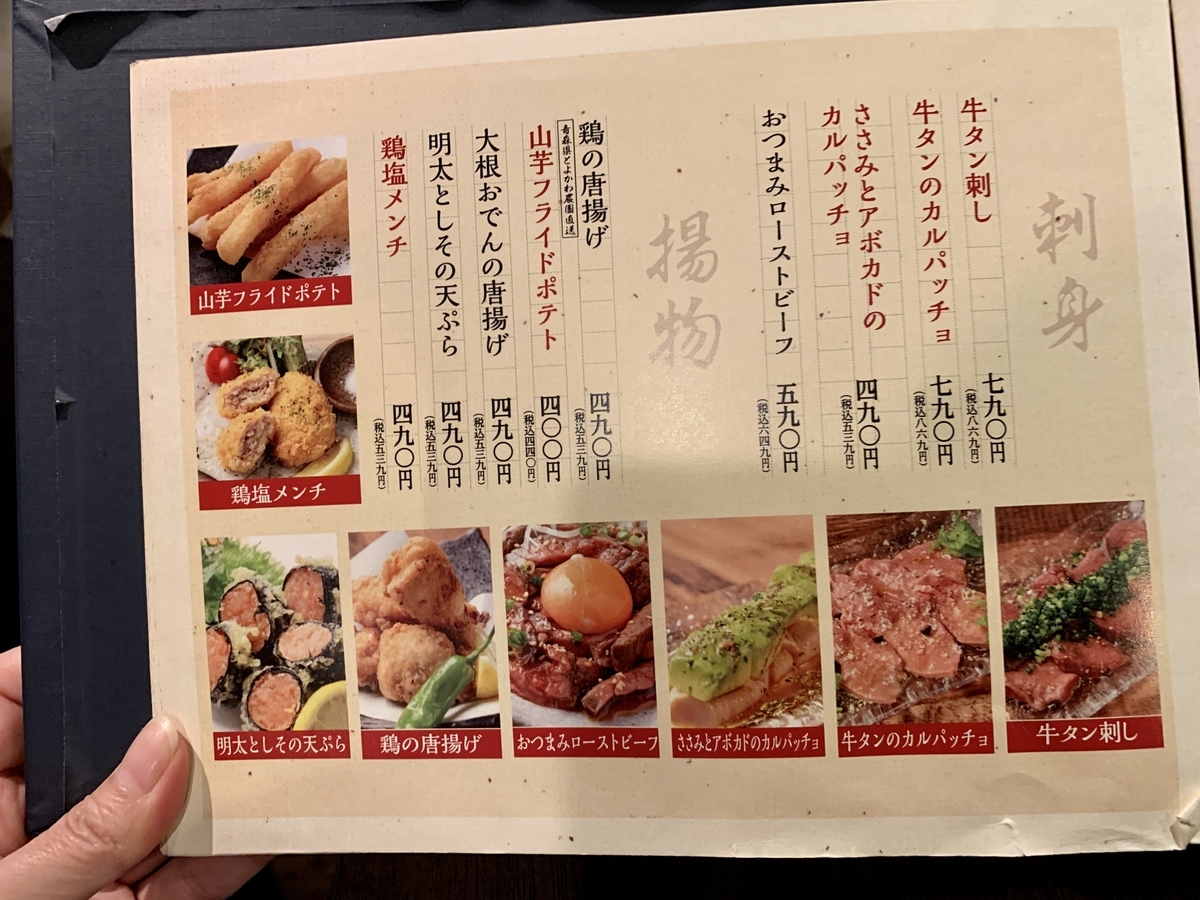 刺身
牛タン刺し
七九〇円
(税込八六九円)
牛タンのカルパッチョ
七九〇円
(税込八六九円)
ささみとアボカドの
カルパッチョ
四九〇円
(税込五三九円)
おつまみローストビーフ
五九〇円
(税込六四九円)
揚物
鶏の唐揚げ
四九〇円
(税込五三九円)
青森県とよかわ農園直送
山芋フライドポテト
四〇〇円
(税込四四〇円)
大根おでんの唐揚げ
四九〇円
(税込五三九円)
明太としその天ぷら
四九〇円
(税込五三九円)
鶏塩メンチ
四九〇円
(税込五三九円)
山芋フライドポテト
鶏塩メンチ
明太としその天ぷら
鶏の唐揚げ
おつまみローストビーフ
ささみとアボカドのカルパッチョ
牛タンのカルパッチョ
牛タン刺し